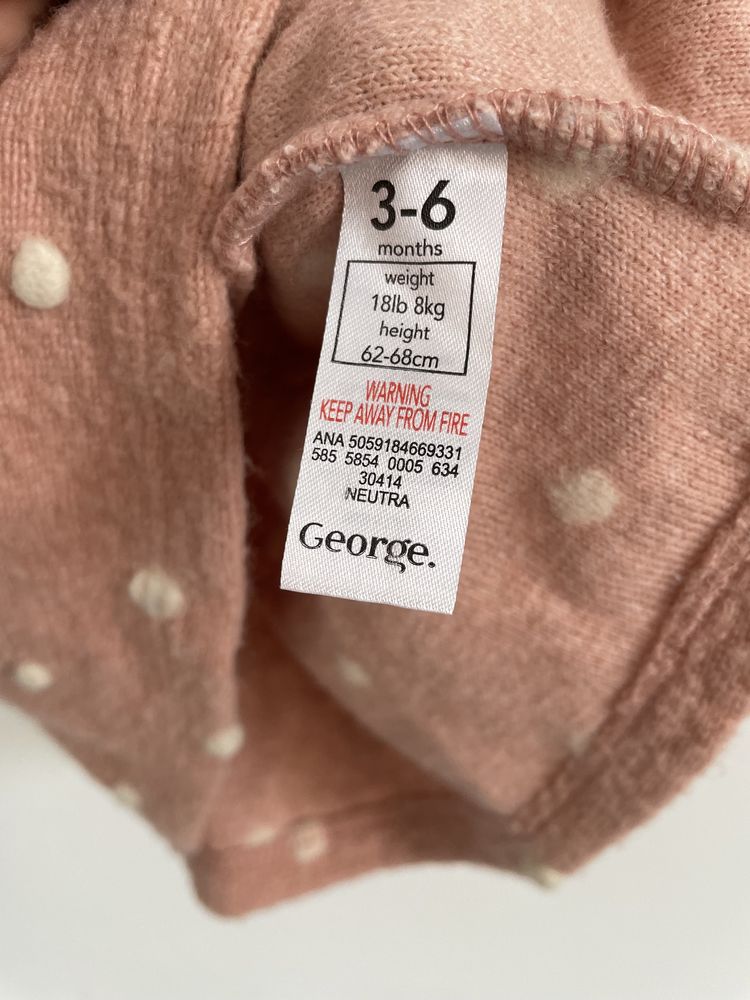 3-6
months
weight
18lb 8kg
height
62-68cm
WARNING
KEEP AWAY FROM FIRE
ANA 5059184669331
585 5854 0005 634
30414
NEUTRA
George.